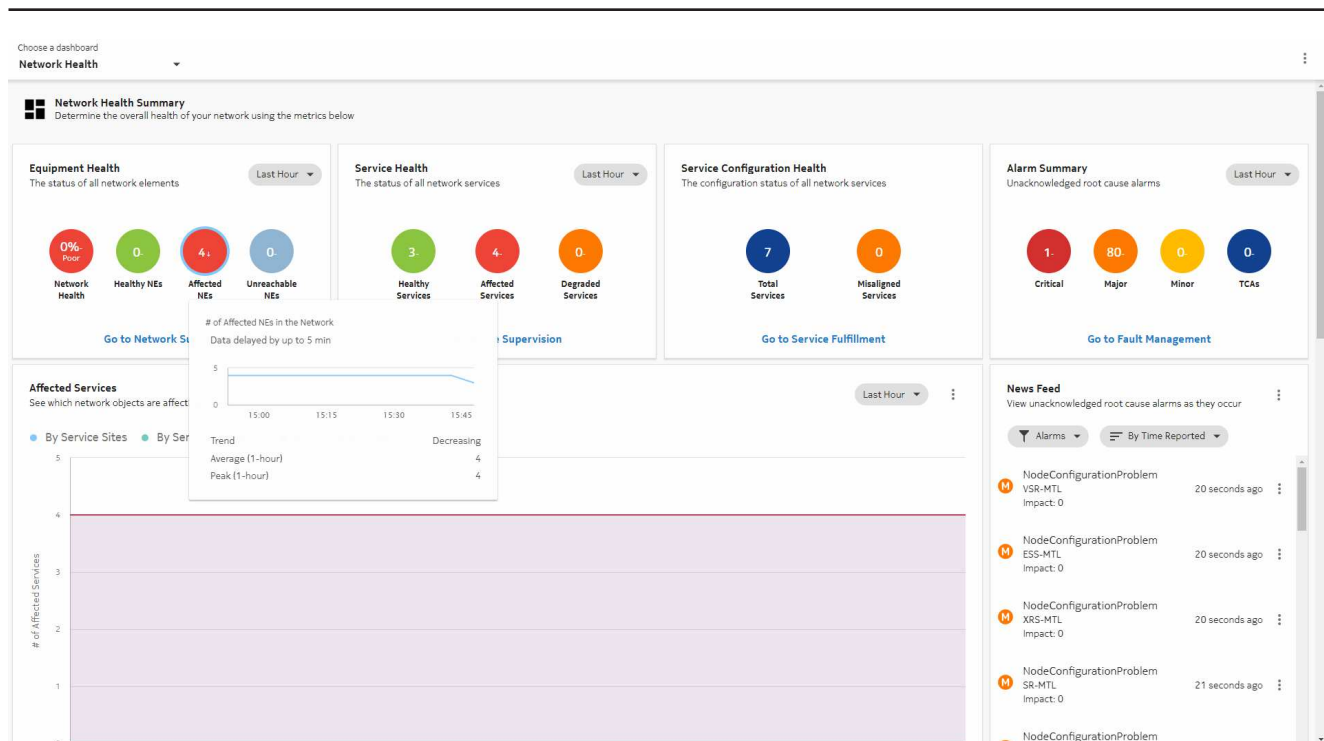 Choose a dashboard
Network Health
Network Health Summary
Determine the overall health of your network using the metrics below
Equipment Health
The status of all network elements
Last Hour
0%-
Poor
0-
4↓
0-
Network
Health
Healthy NEs
Affected
NEs
Unreachable
NEs
Go to Network Su
Service Health
The status of all network services
Last Hour
3-
4-
0-
Healthy
Services
Affected
Services
Degraded
Services
Supervision
Service Configuration Health
The configuration status of all network services
7
0
Total
Services
Misaligned
Services
Go to Service Fulfillment
Alarm Summary
Unacknowledged root cause alarms
Last Hour
1-
80-
0-
0-
Critical
Major
Minor
TCAs
Go to Fault Management
# of Affected NEs in the Network
Data delayed by up to 5 min
5
0
15:00 15:15 15:30 15:45
Trend Decreasing
Average (1-hour) 4
Peak (1-hour) 4
Affected Services
See which network objects are affect
Last Hour
By Service Sites By Ser
5
4
3
2
1
# of Affected Services
News Feed
View unacknowledged root cause alarms as they occur
Alarms
By Time Reported
M
NodeConfigurationProblem
VSR-MTL 20 seconds ago
Impact: 0
M
NodeConfigurationProblem
ESS-MTL 20 seconds ago
Impact: 0
M
NodeConfigurationProblem
XRS-MTL 20 seconds ago
Impact: 0
M
NodeConfigurationProblem
SR-MTL 21 seconds ago
Impact: 0
NodeConfigurationProblem